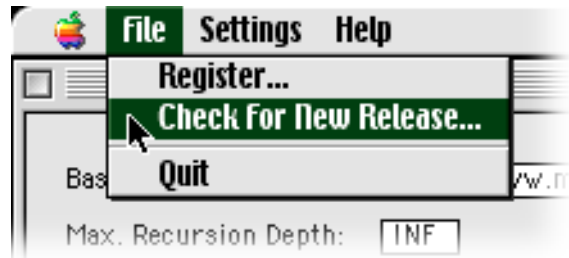 File Settings Help
Register...
Check For New Release...
Quit
Bas
/w.m
Max. Recursion Depth: INF